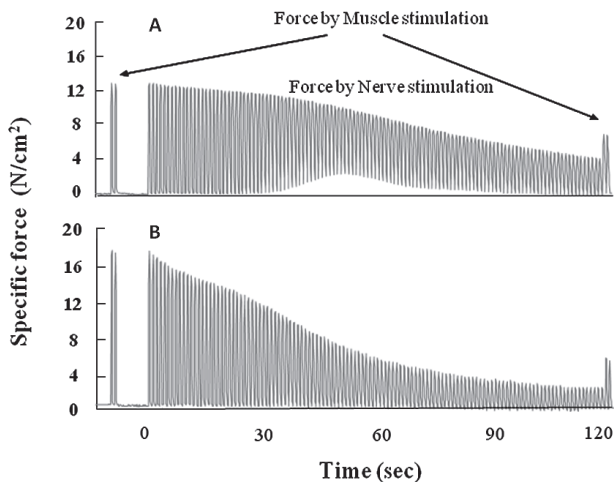 Force by Muscle stimulation
A
Force by Nerve stimulation
20
16
12
8
4
0
B
20
16
12
8
4
0
Specific force (N/cm²)
0 30 60 90 120
Time (sec)